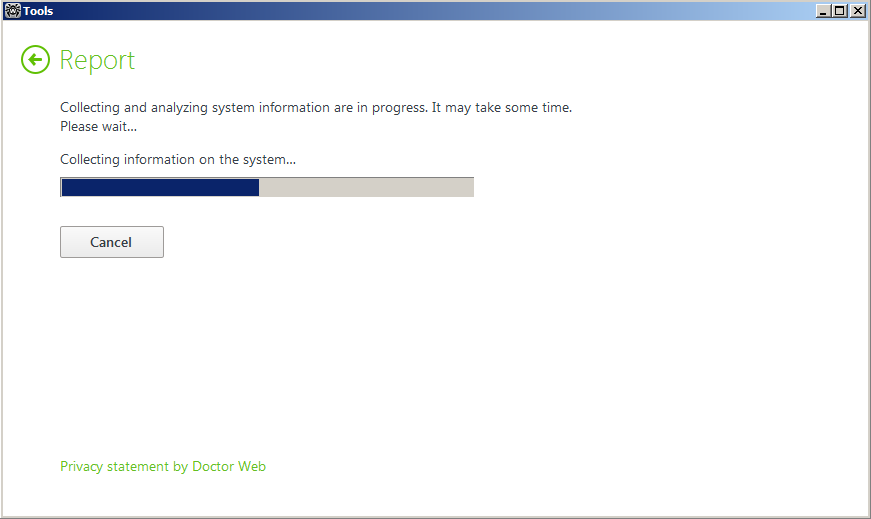 Tools
Report
Collecting and analyzing system information are in progress. It may take some time.
Please wait...
Collecting information on the system...
Cancel
Privacy statement by Doctor Web